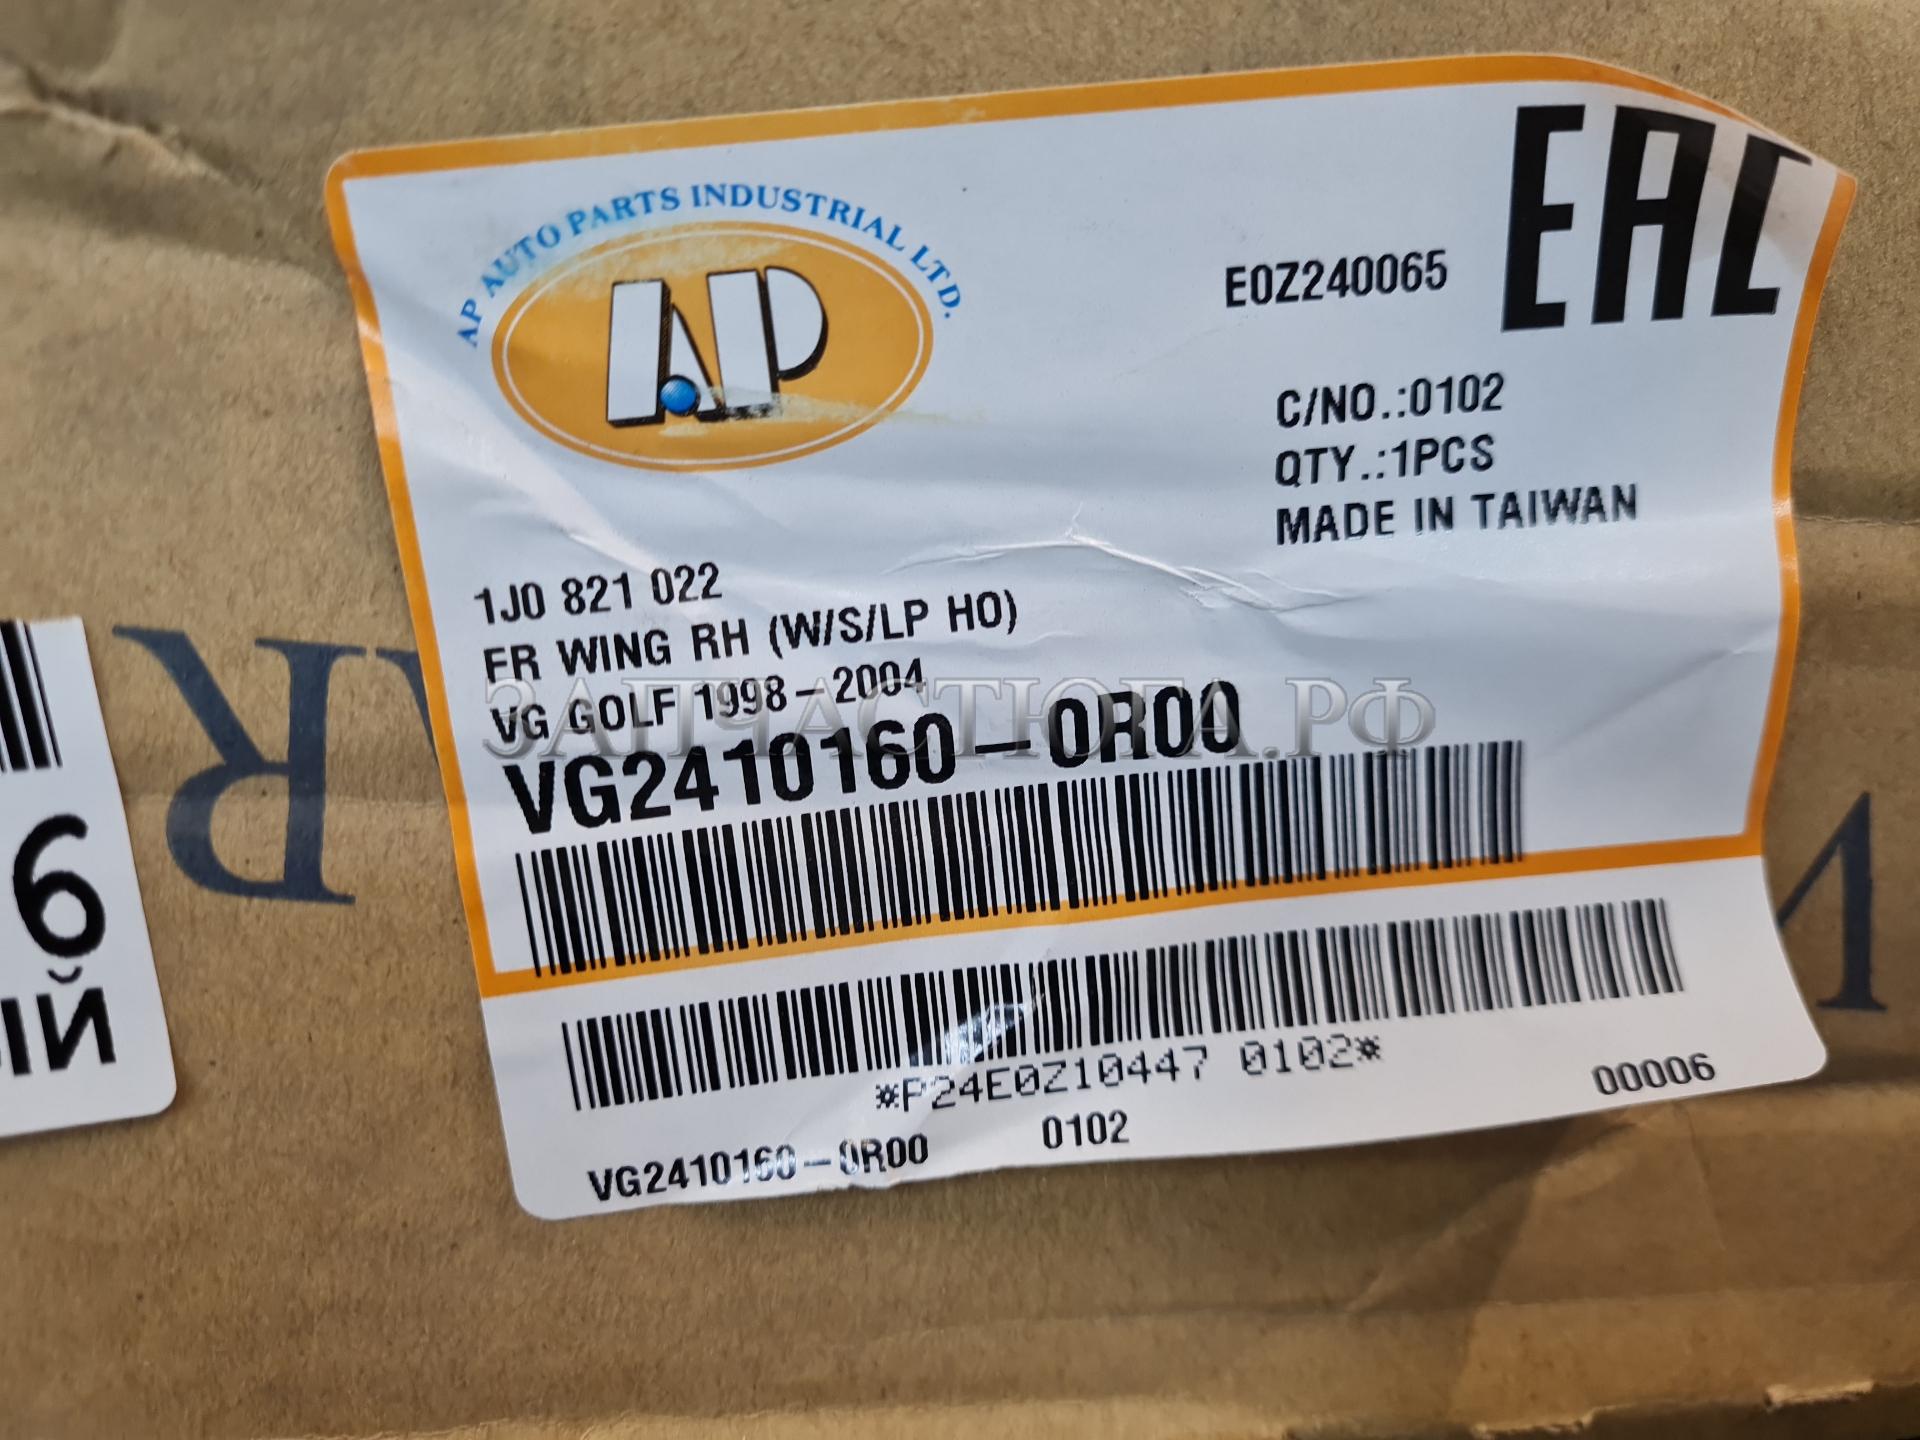 AP AUTO PARTS INDUSTRIAL LTD.
AP
E0Z240065
EAC
C/NO.:0102
QTY.:1PCS
MADE IN TAIWAN
1J0 821 022
FR WING RH (W/S/LP HO)
VG GOLF 1998-2004
ЗАПЧАСТЮГА.РФ
VG2410160-0R00
*P24E0Z10447 0102*
VG2410160-0R00 0102 00006
6
ЫЙ
R